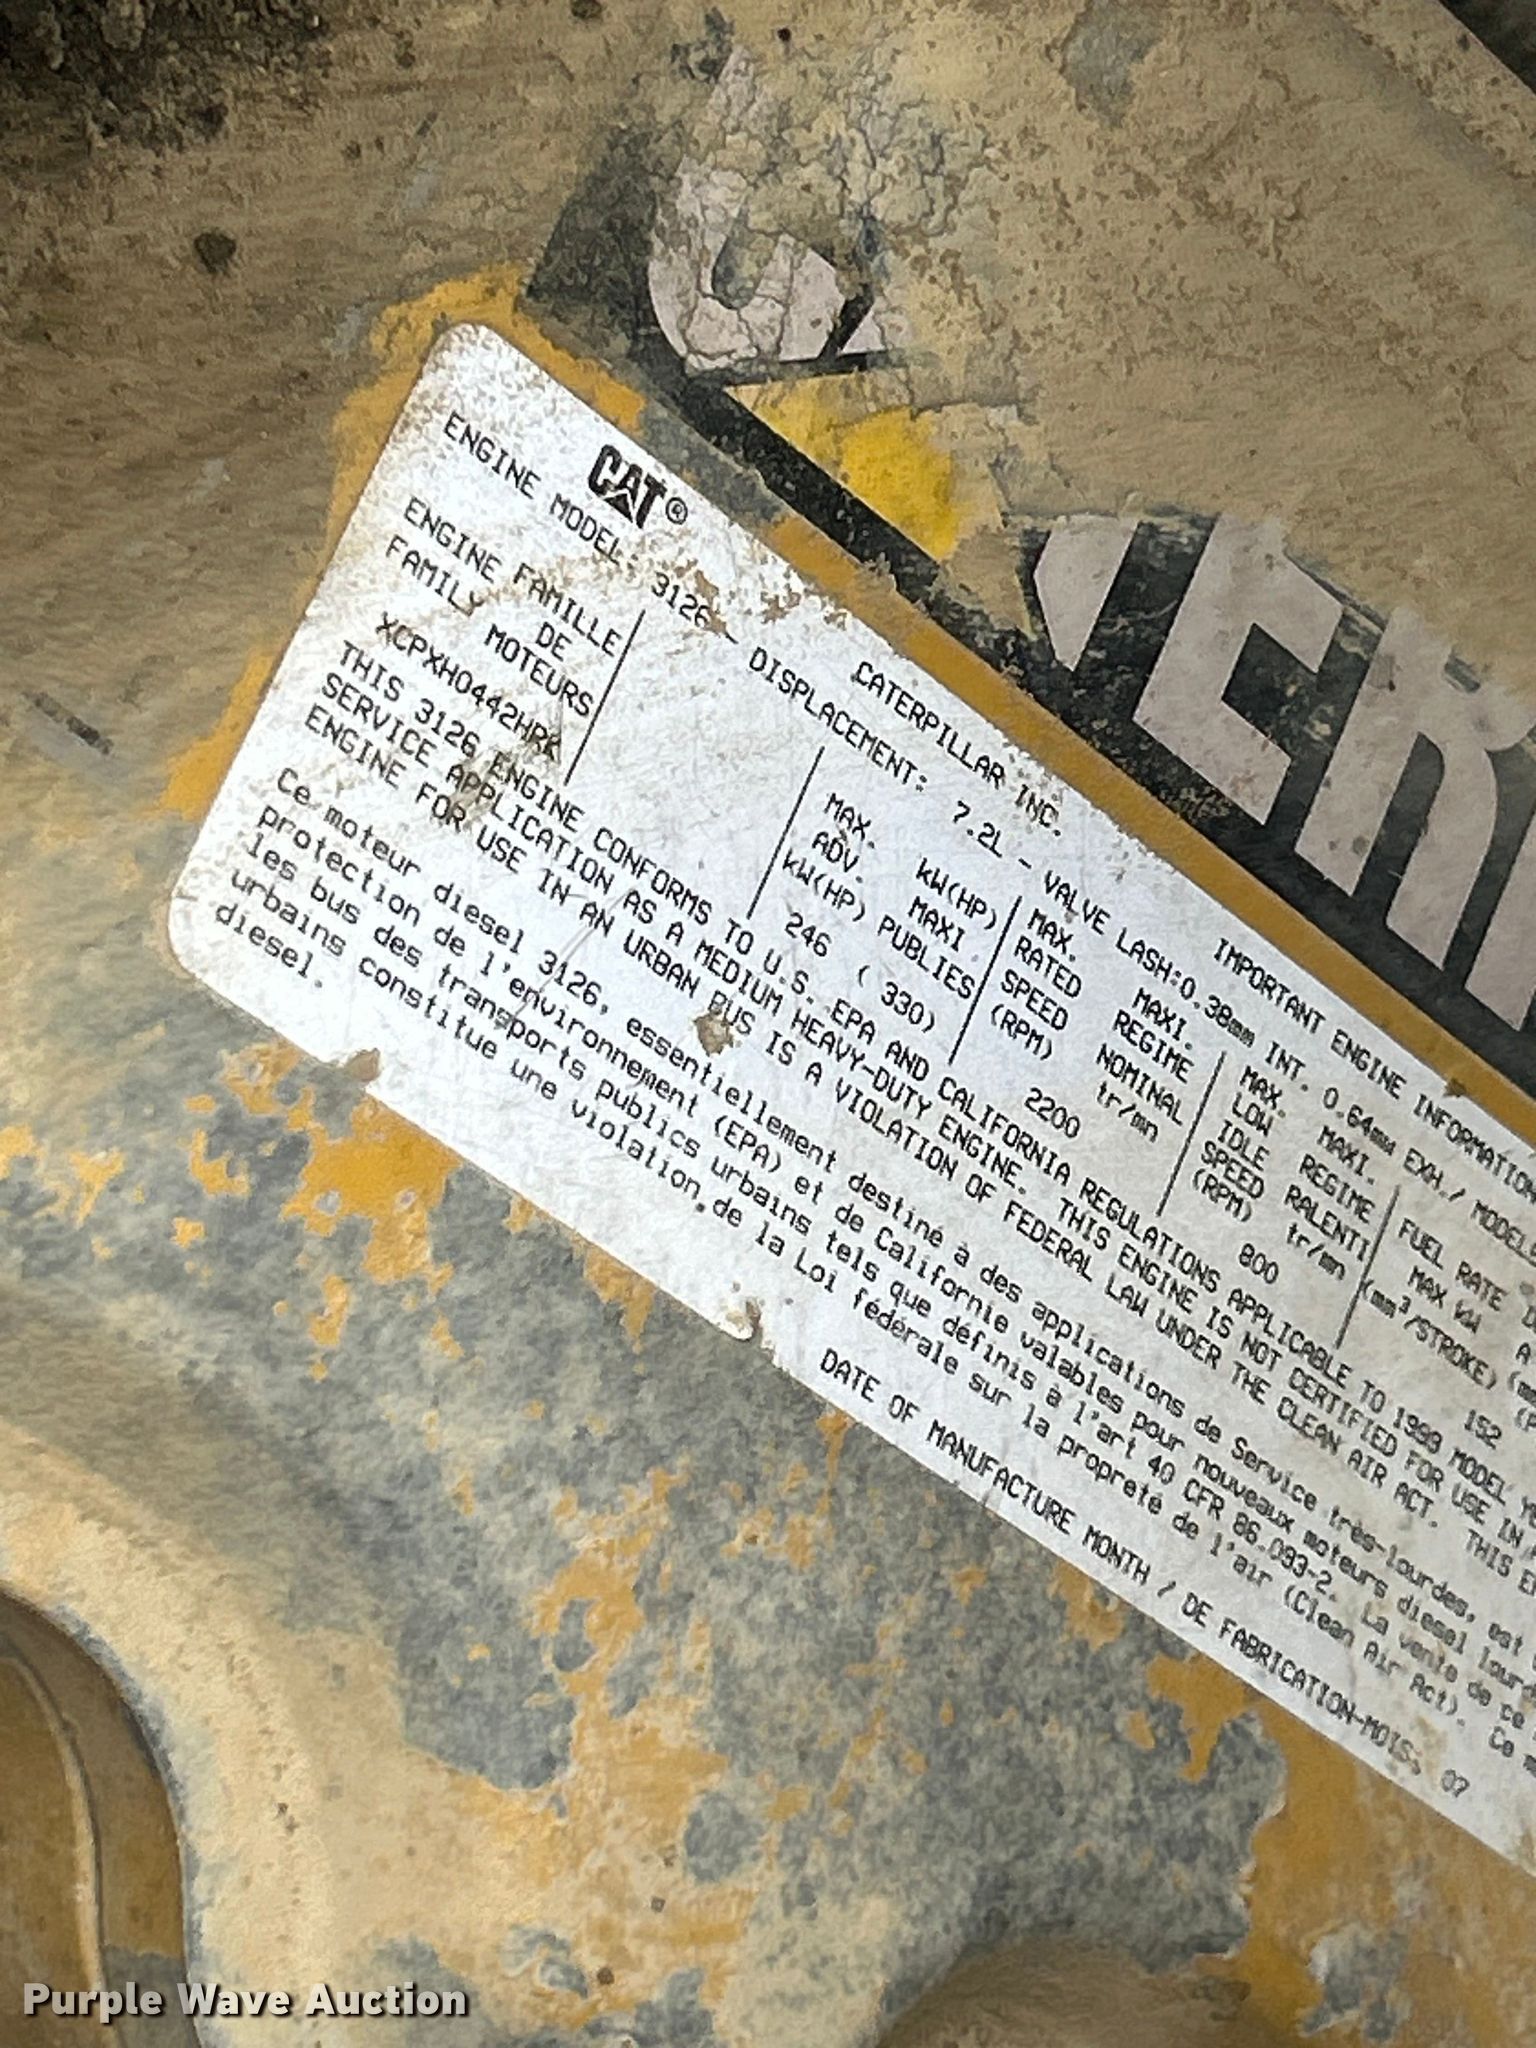 CAT®
CATERPILLAR INC.
IMPORTANT ENGINE INFORMATION
ENGINE MODEL: 3126 - DISPLACEMENT: 7.2L - VALVE LASH:0.38mm INT. 0.64mm EXH./ MODELE
ENGINE FAMILLE
FAMILY DE
MOTEURS
XCPXH0442HRK
MAX. kW(HP)
ADV. MAXI.
kW(HP) PUBLIES
246 ( 330)
MAX. MAXI.
RATED REGIME
SPEED NOMINAL
(RPM) tr/mn
2200
MAX. MAXI.
LOW REGIME
IDLE RALENTI
SPEED tr/mn
(RPM)
800
FUEL RATE
MAX kW
(mm³/STROKE)
152
THIS 3126 ENGINE CONFORMS TO U.S. EPA AND CALIFORNIA REGULATIONS APPLICABLE TO 1999 MODEL
SERVICE APPLICATION AS A MEDIUM HEAVY-DUTY ENGINE. THIS ENGINE IS NOT CERTIFIED FOR USE IN
ENGINE FOR USE IN AN URBAN BUS IS A VIOLATION OF FEDERAL LAW UNDER THE CLEAN AIR ACT. THIS
Ce moteur diesel 3126, essentiellement destiné à des applications de Service très-lourdes, est
protection de l'environnement (EPA) et de Californie valables pour nouveaux moteurs diesel
les bus des transports publics urbains tels que définis à l'art 40 CFR 86.093-2. La vente de ce
urbains constitue une violation de la Loi fédérale sur la propreté de l'air (Clean Air Act). Ce
diesel.
DATE OF MANUFACTURE MONTH / DE FABRICATION-MOIS: 07
Purple Wave Auction